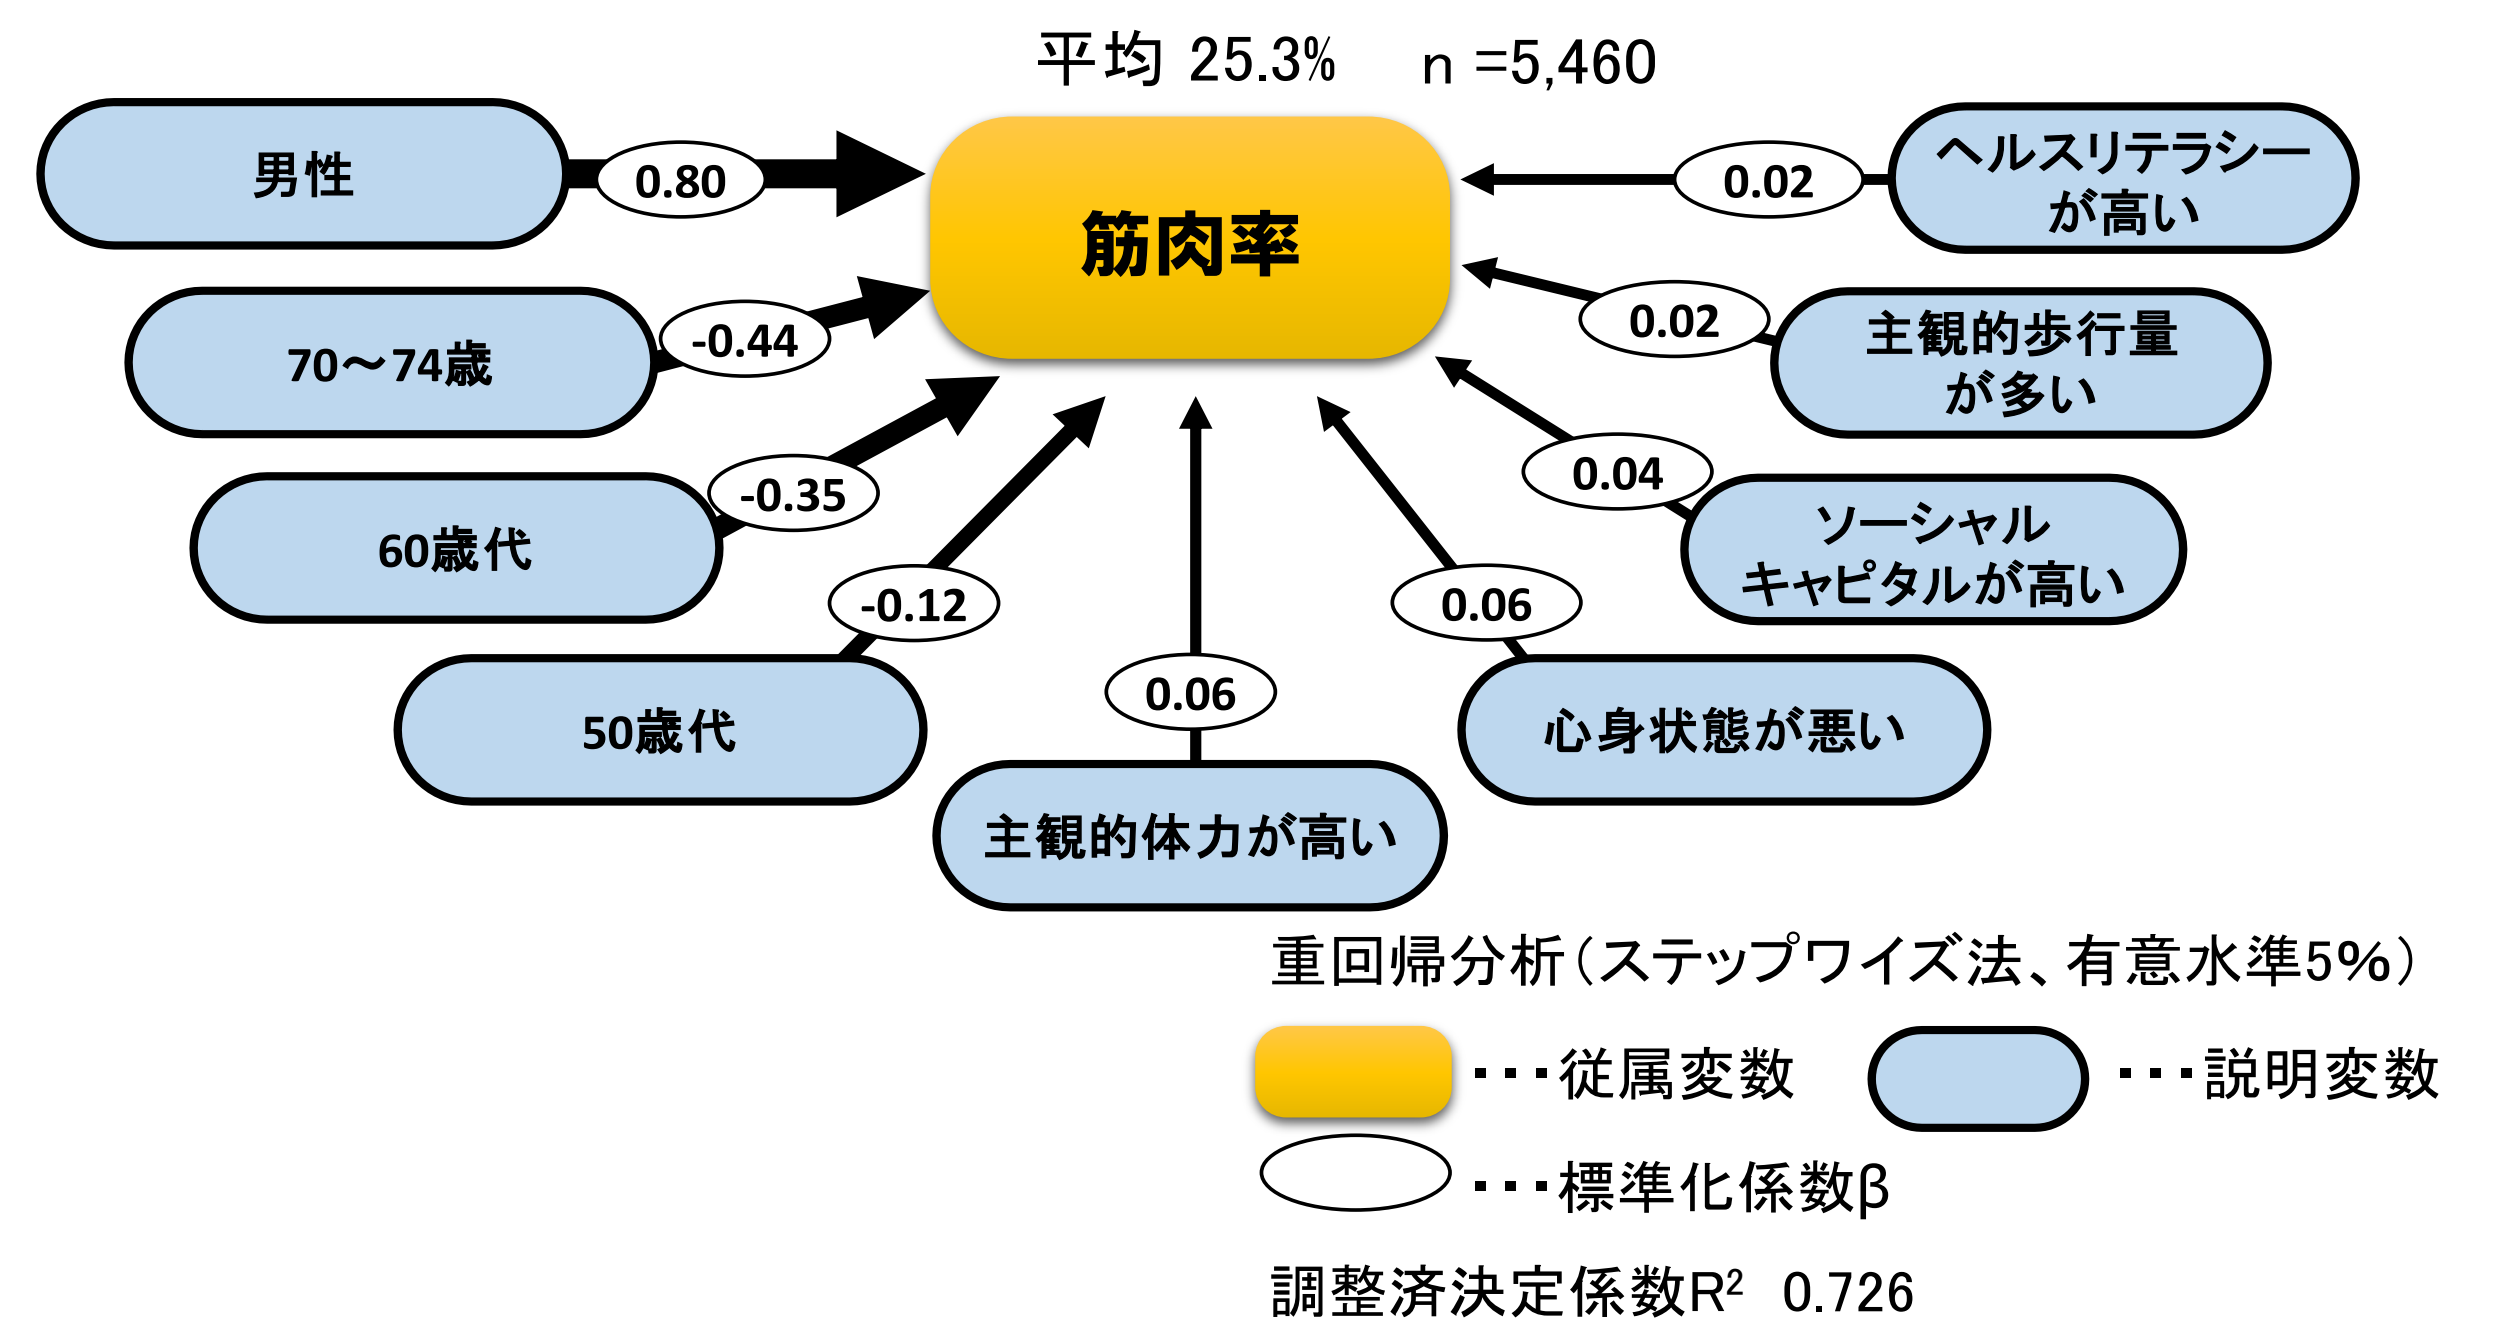 平均 25.3%　n =5,460
筋肉率
男性
0.80
0.02
ヘルスリテラシー
が高い
70～74歳
-0.44
0.02
主観的歩行量
が多い
60歳代
-0.35
0.04
ソーシャル
キャピタルが高い
50歳代
-0.12
0.06
0.06
心身状態が悪い
主観的体力が高い
重回帰分析(ステップワイズ法、有意水準5%)
･･･従属変数
･･･説明変数
･･･標準化係数β
調整済み決定係数R² 0.726